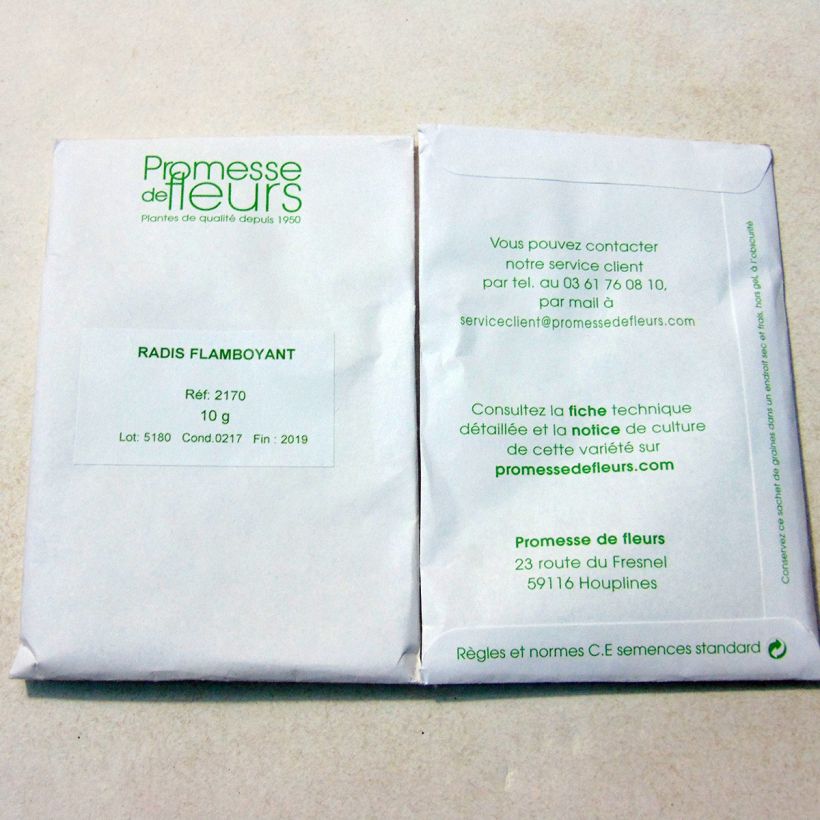 Promesse
de fleurs
Plantes de qualité depuis 1950
RADIS FLAMBOYANT
Réf: 2170
10 g
Lot: 5180 Cond.0217 Fin : 2019
Vous pouvez contacter
notre service client
par tel. au 03 61 76 08 10,
par mail à
serviceclient@promessedefleurs.com
Consultez la fiche technique
détaillée et la notice de culture
de cette variété sur
promessedefleurs.com
Promesse de fleurs
23 route du Fresnel
59116 Houplines
Règles et normes C.E semences standard
Conservez ce sachet de graines dans un endroit sec et frais, hors gel, à l'obscurité